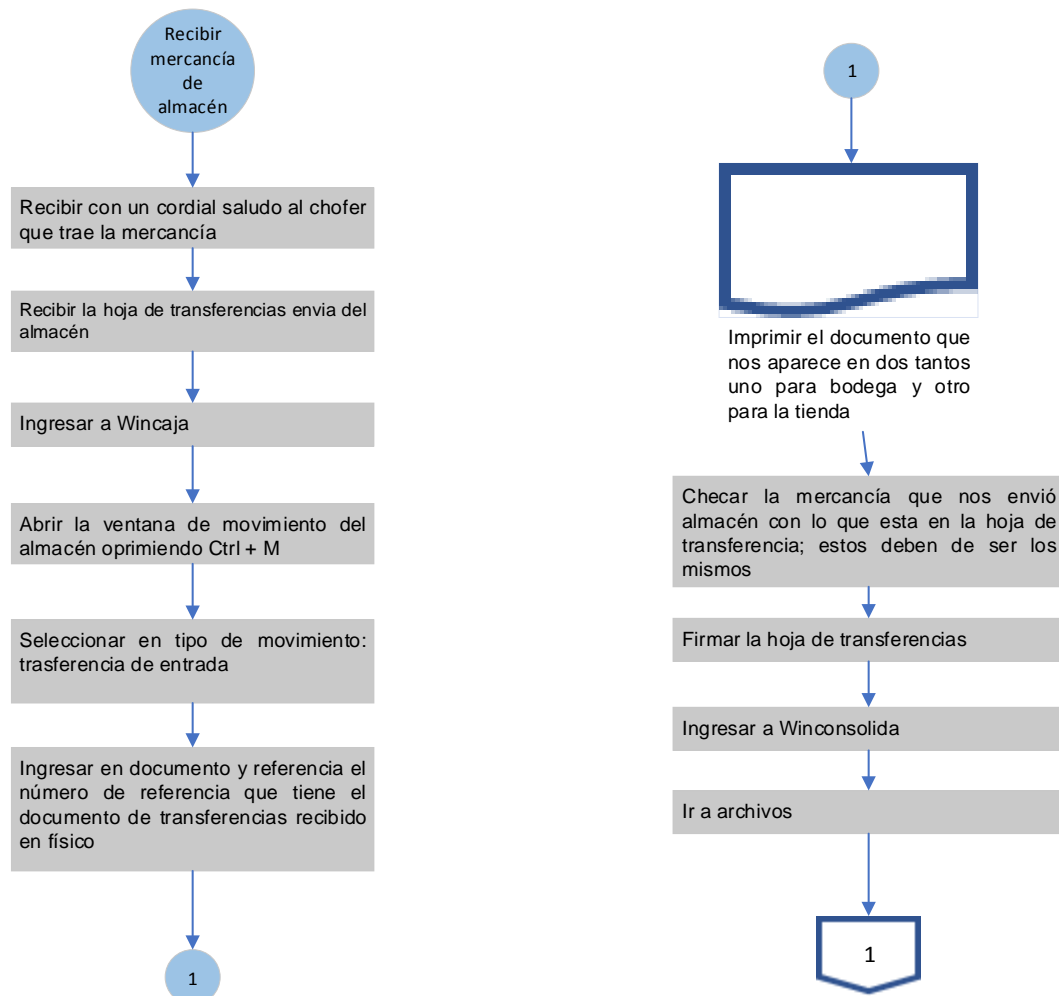 Recibir
mercancía
de
almacén
Recibir con un cordial saludo al chofer
que trae la mercancía
Recibir la hoja de transferencias envia del
almacén
Ingresar a Wincaja
Abrir la ventana de movimiento del
almacén oprimiendo Ctrl + M
Seleccionar en tipo de movimiento:
trasferencia de entrada
Ingresar en documento y referencia el
número de referencia que tiene el
documento de transferencias recibido
en físico
1
1
Imprimir el documento que
nos aparece en dos tantos
uno para bodega y otro
para la tienda
Checar la mercancía que nos envió
almacén con lo que esta en la hoja de
transferencia; estos deben de ser los
mismos
Firmar la hoja de transferencias
Ingresar a Winconsolida
Ir a archivos
1